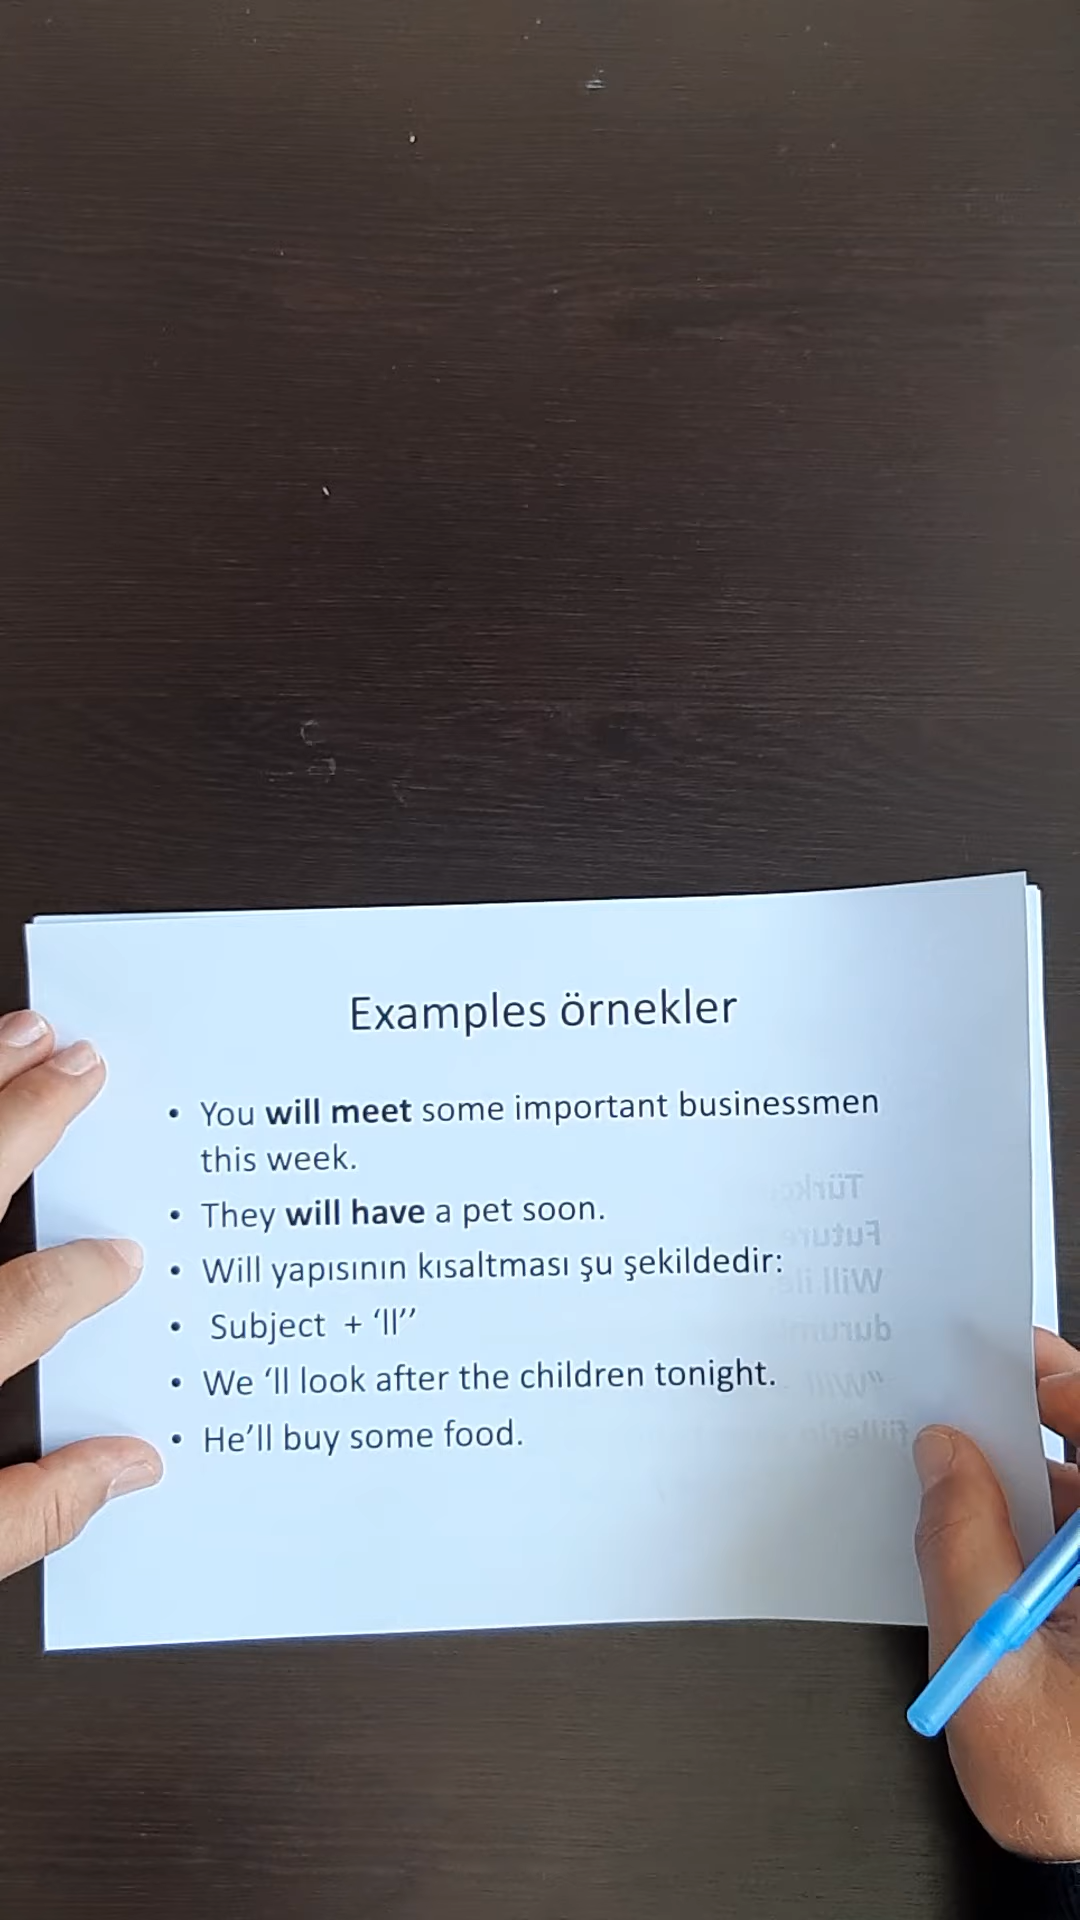 Examples örnekler
• You will meet some important businessmen
this week.
• They will have a pet soon.
• Will yapısının kısaltması şu şekildedir:
• Subject + ‘ll’’
• We ‘ll look after the children tonight.
• He’ll buy some food.